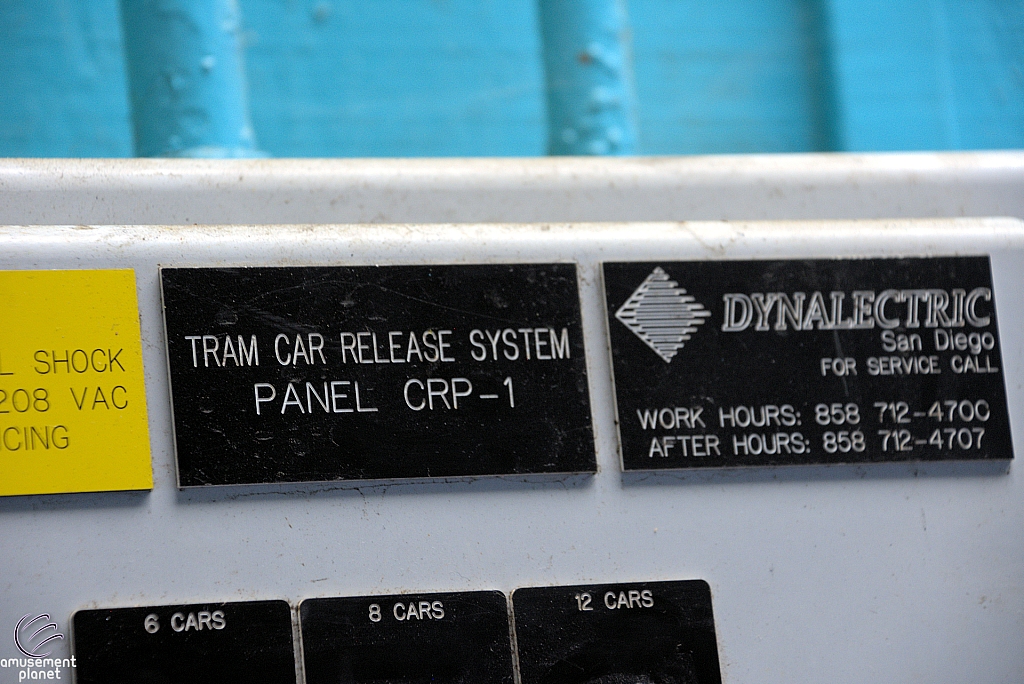 L SHOCK
208 VAC
ICING
TRAM CAR RELEASE SYSTEM
PANEL CRP-1
DYNALECTRIC
San Diego
FOR SERVICE CALL
WORK HOURS: 858 712-4700
AFTER HOURS: 858 712-4707
6 CARS
8 CARS
12 CARS
amusement
planet